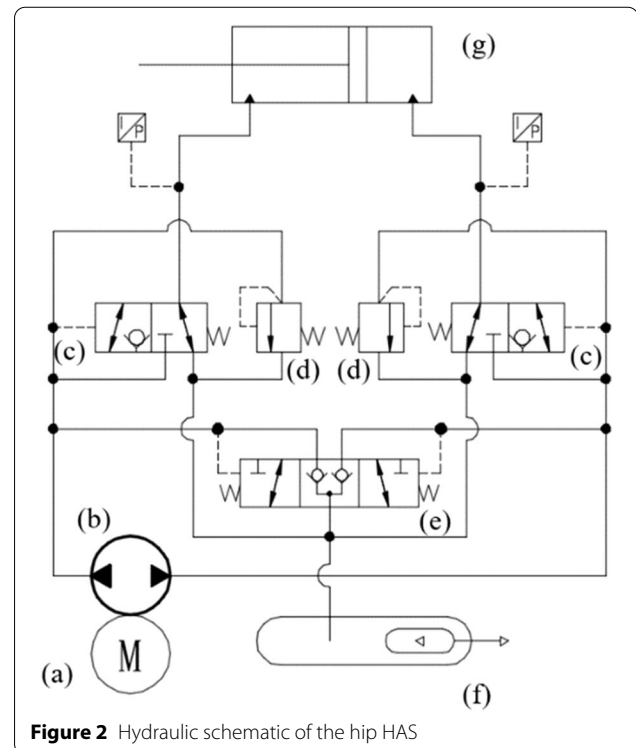 (g)
I/P
I/P
(c)
(d)
(d)
(c)
(b)
(e)
M
(a)
(f)
Figure 2 Hydraulic schematic of the hip HAS